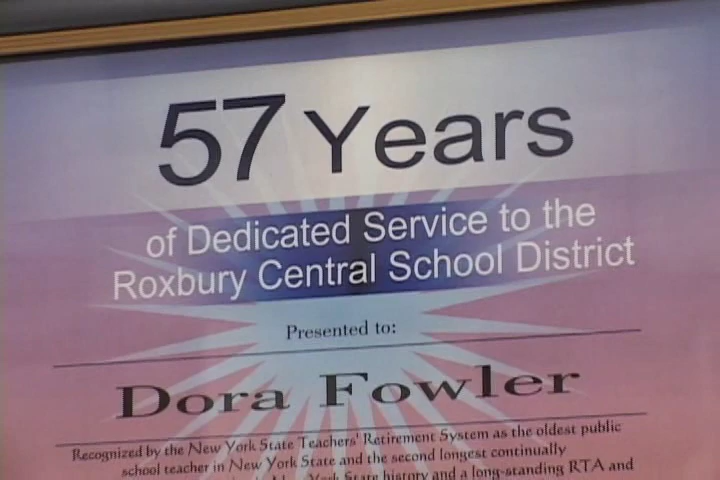 57 Years
of Dedicated Service to the
Roxbury Central School District
Presented to:
Dora Fowler
Recognized by the New York State Teachers' Retirement System as the oldest public
school teacher in New York State and the second longest continually
York State history and a long-standing RTA and